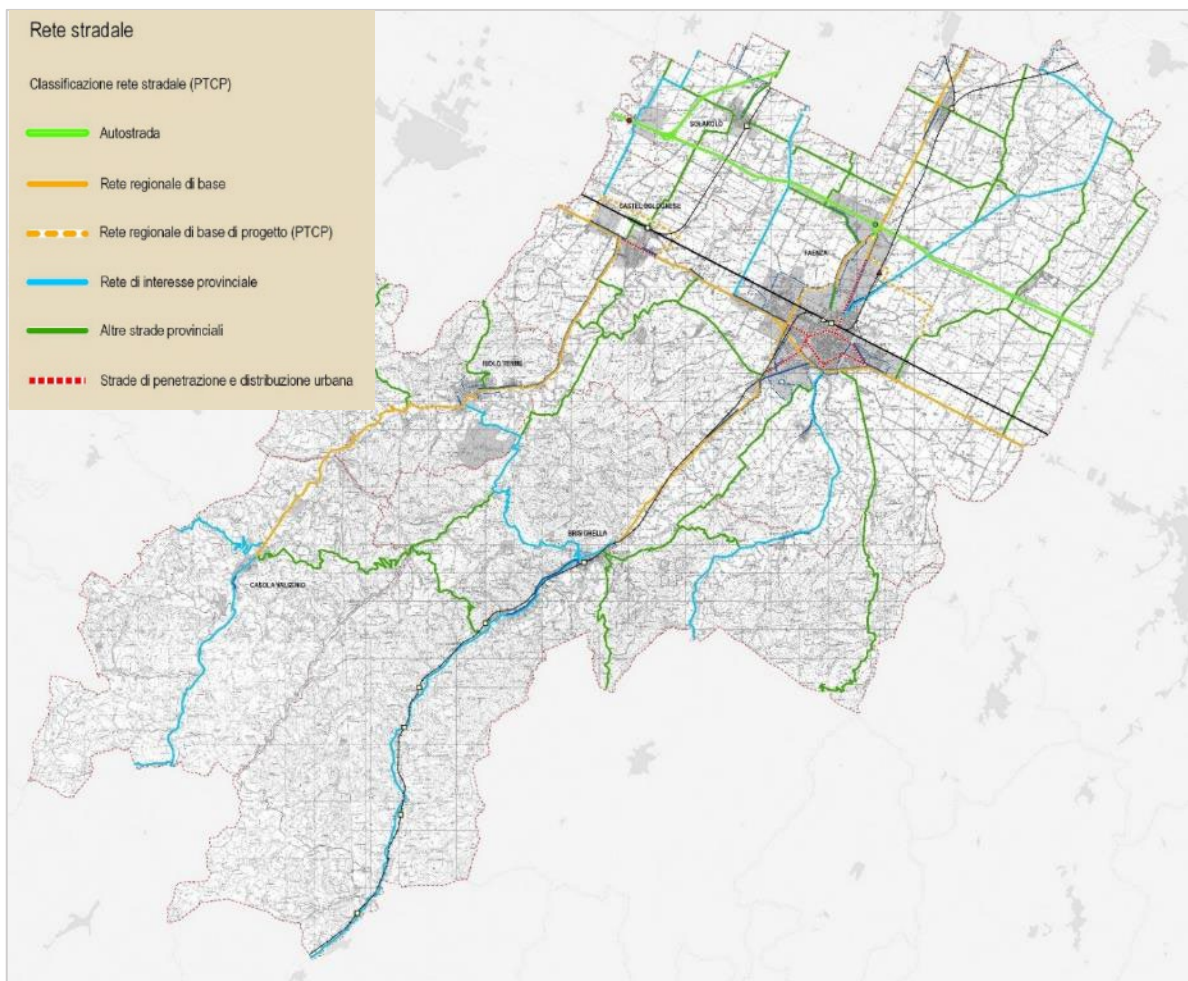 Rete stradale
Classificazione rete stradale (PTCP)
Autostrada
Rete regionale di base
Rete regionale di base di progetto (PTCP)
Rete di interesse provinciale
Altre strade provinciali
Strade di penetrazione e distribuzione urbana
SOLAROLO
CASTEL BOLOGNESE
FAENZA
RIOLO TERME
BRISIGHELLA
CASOLA VALSENIO